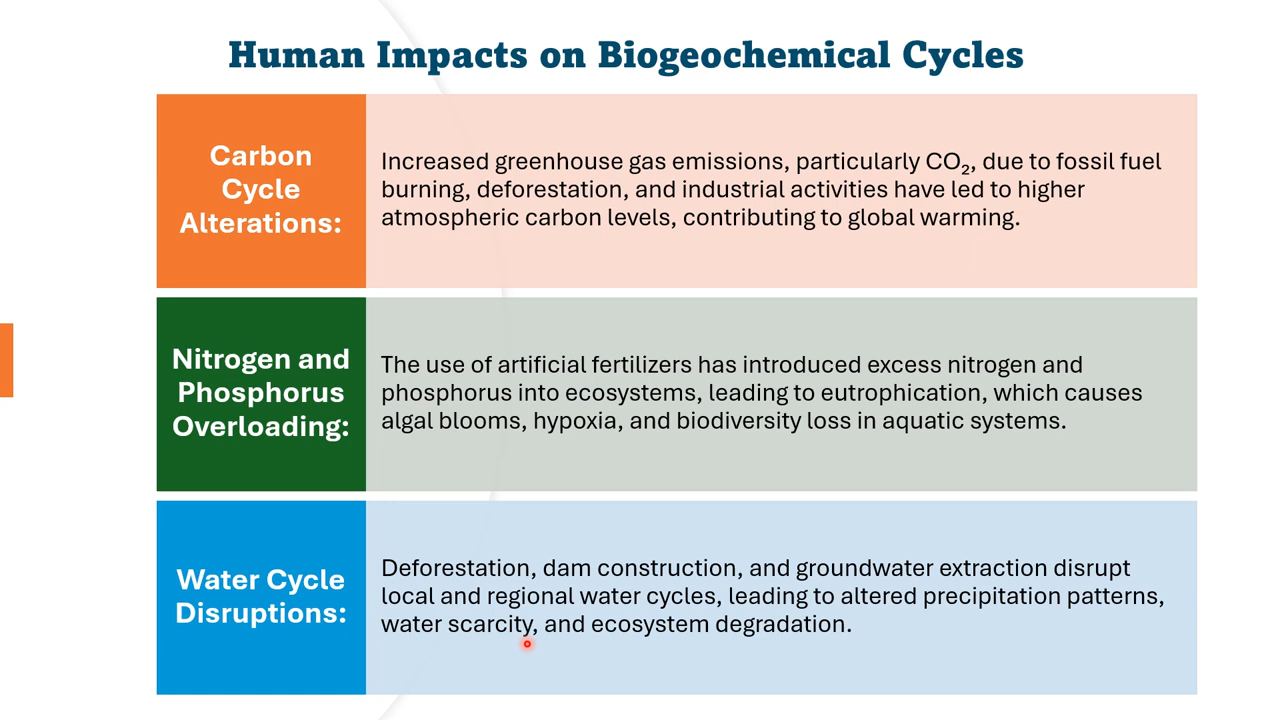 Human Impacts on Biogeochemical Cycles
Carbon
Cycle
Alterations:
Increased greenhouse gas emissions, particularly CO₂, due to fossil fuel
burning, deforestation, and industrial activities have led to higher
atmospheric carbon levels, contributing to global warming.
Nitrogen and
Phosphorus
Overloading:
The use of artificial fertilizers has introduced excess nitrogen and
phosphorus into ecosystems, leading to eutrophication, which causes
algal blooms, hypoxia, and biodiversity loss in aquatic systems.
Water Cycle
Disruptions:
Deforestation, dam construction, and groundwater extraction disrupt
local and regional water cycles, leading to altered precipitation patterns,
water scarcity, and ecosystem degradation.